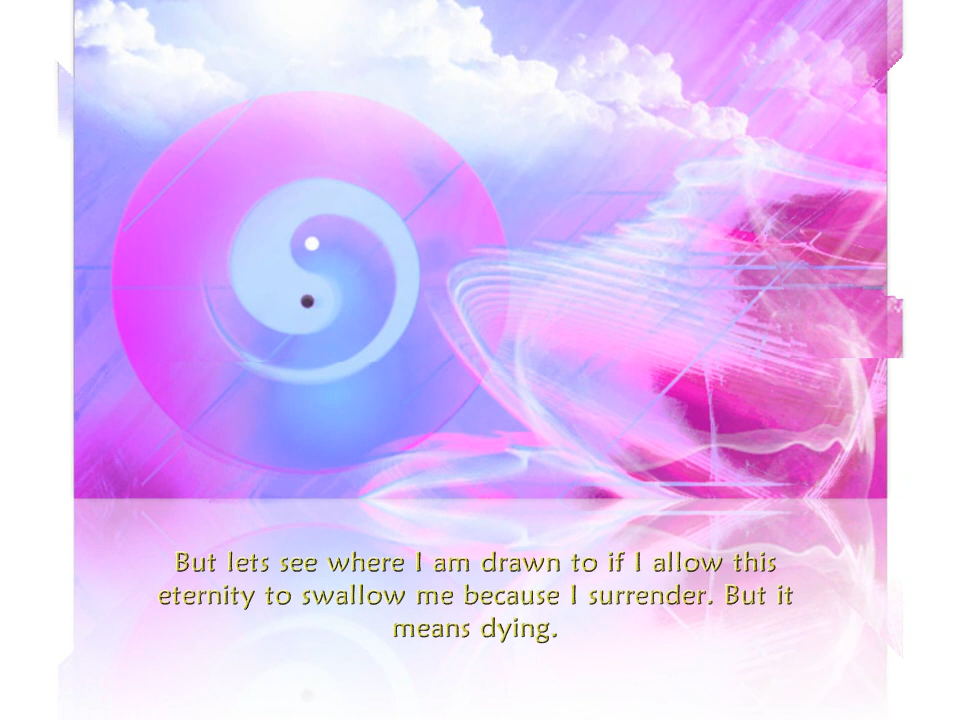 But lets see where I am drawn to if I allow this
eternity to swallow me because I surrender. But it
means dying.